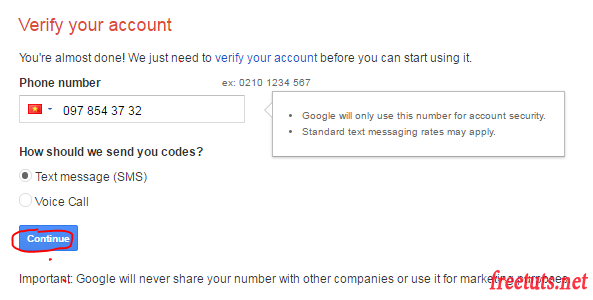 Verify your account
You're almost done! We just need to verify your account before you can start using it.
Phone number ex: 0210 1234 567
097 854 37 32
Google will only use this number for account security.
Standard text messaging rates may apply.
How should we send you codes?
Text message (SMS)
Voice Call
Continue
Important: Google will never share your number with other companies or use it for marketing purposes.
freetuts.net